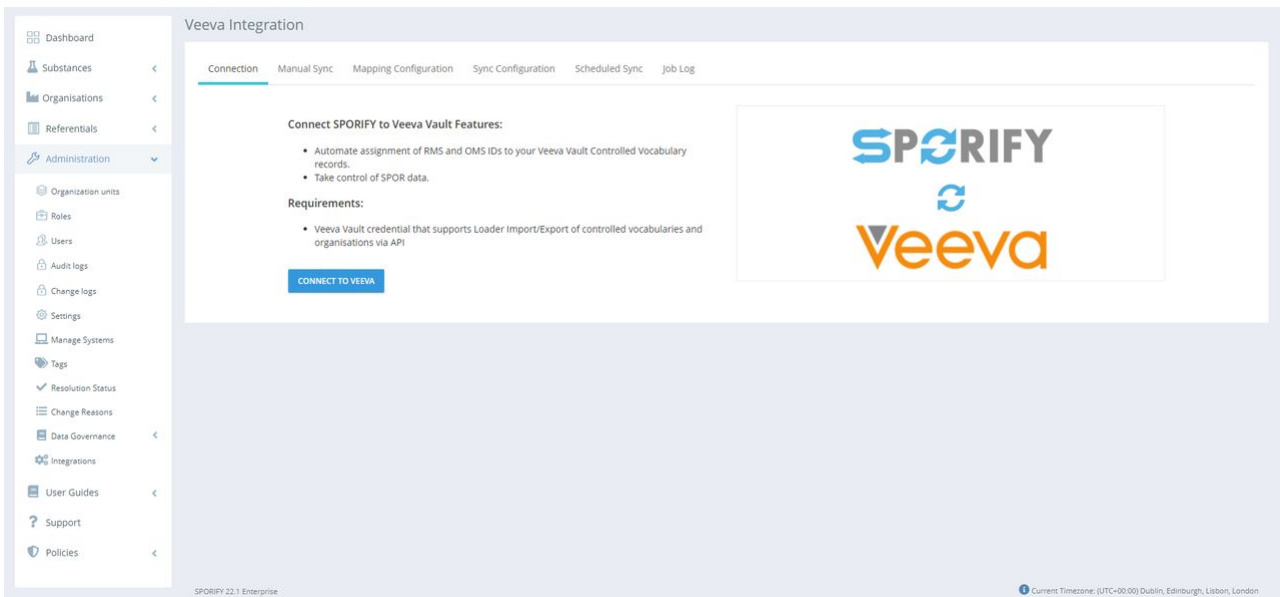 Veeva Integration
Dashboard
Substances
Organisations
Referentials
Administration
Organization units
Roles
Users
Audit logs
Change logs
Settings
Manage Systems
Tags
Resolution Status
Change Reasons
Data Governance
Integrations
User Guides
Support
Policies
Connection Manual Sync Mapping Configuration Sync Configuration Scheduled Sync Job Log
Connect SPORIFY to Veeva Vault Features:
• Automate assignment of RMS and OMS IDs to your Veeva Vault Controlled Vocabulary
records.
• Take control of SPOR data.
Requirements:
• Veeva Vault credential that supports Loader Import/Export of controlled vocabularies and
organisations via API
CONNECT TO VEEVA
SPORIFY
Veeva
SPORIFY 22.1 Enterprise
Current Timezone: (UTC+00:00) Dublin, Edinburgh, Lisbon, London